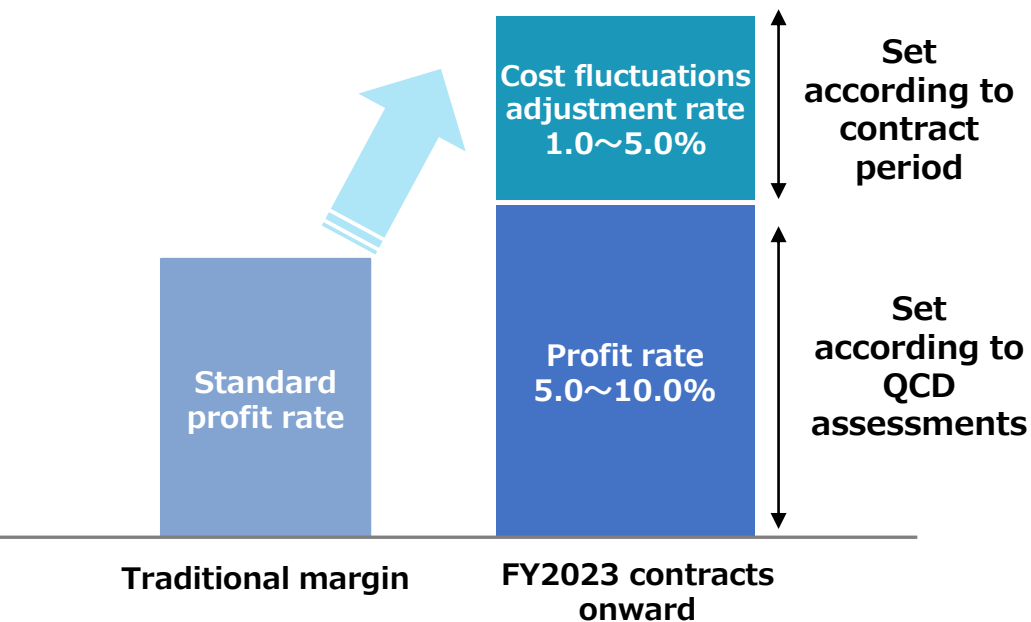 Cost fluctuations
adjustment rate
1.0～5.0%
Set
according to
contract
period
Standard
profit rate
Profit rate
5.0～10.0%
Set
according to
QCD
assessments
Traditional margin
FY2023 contracts
onward